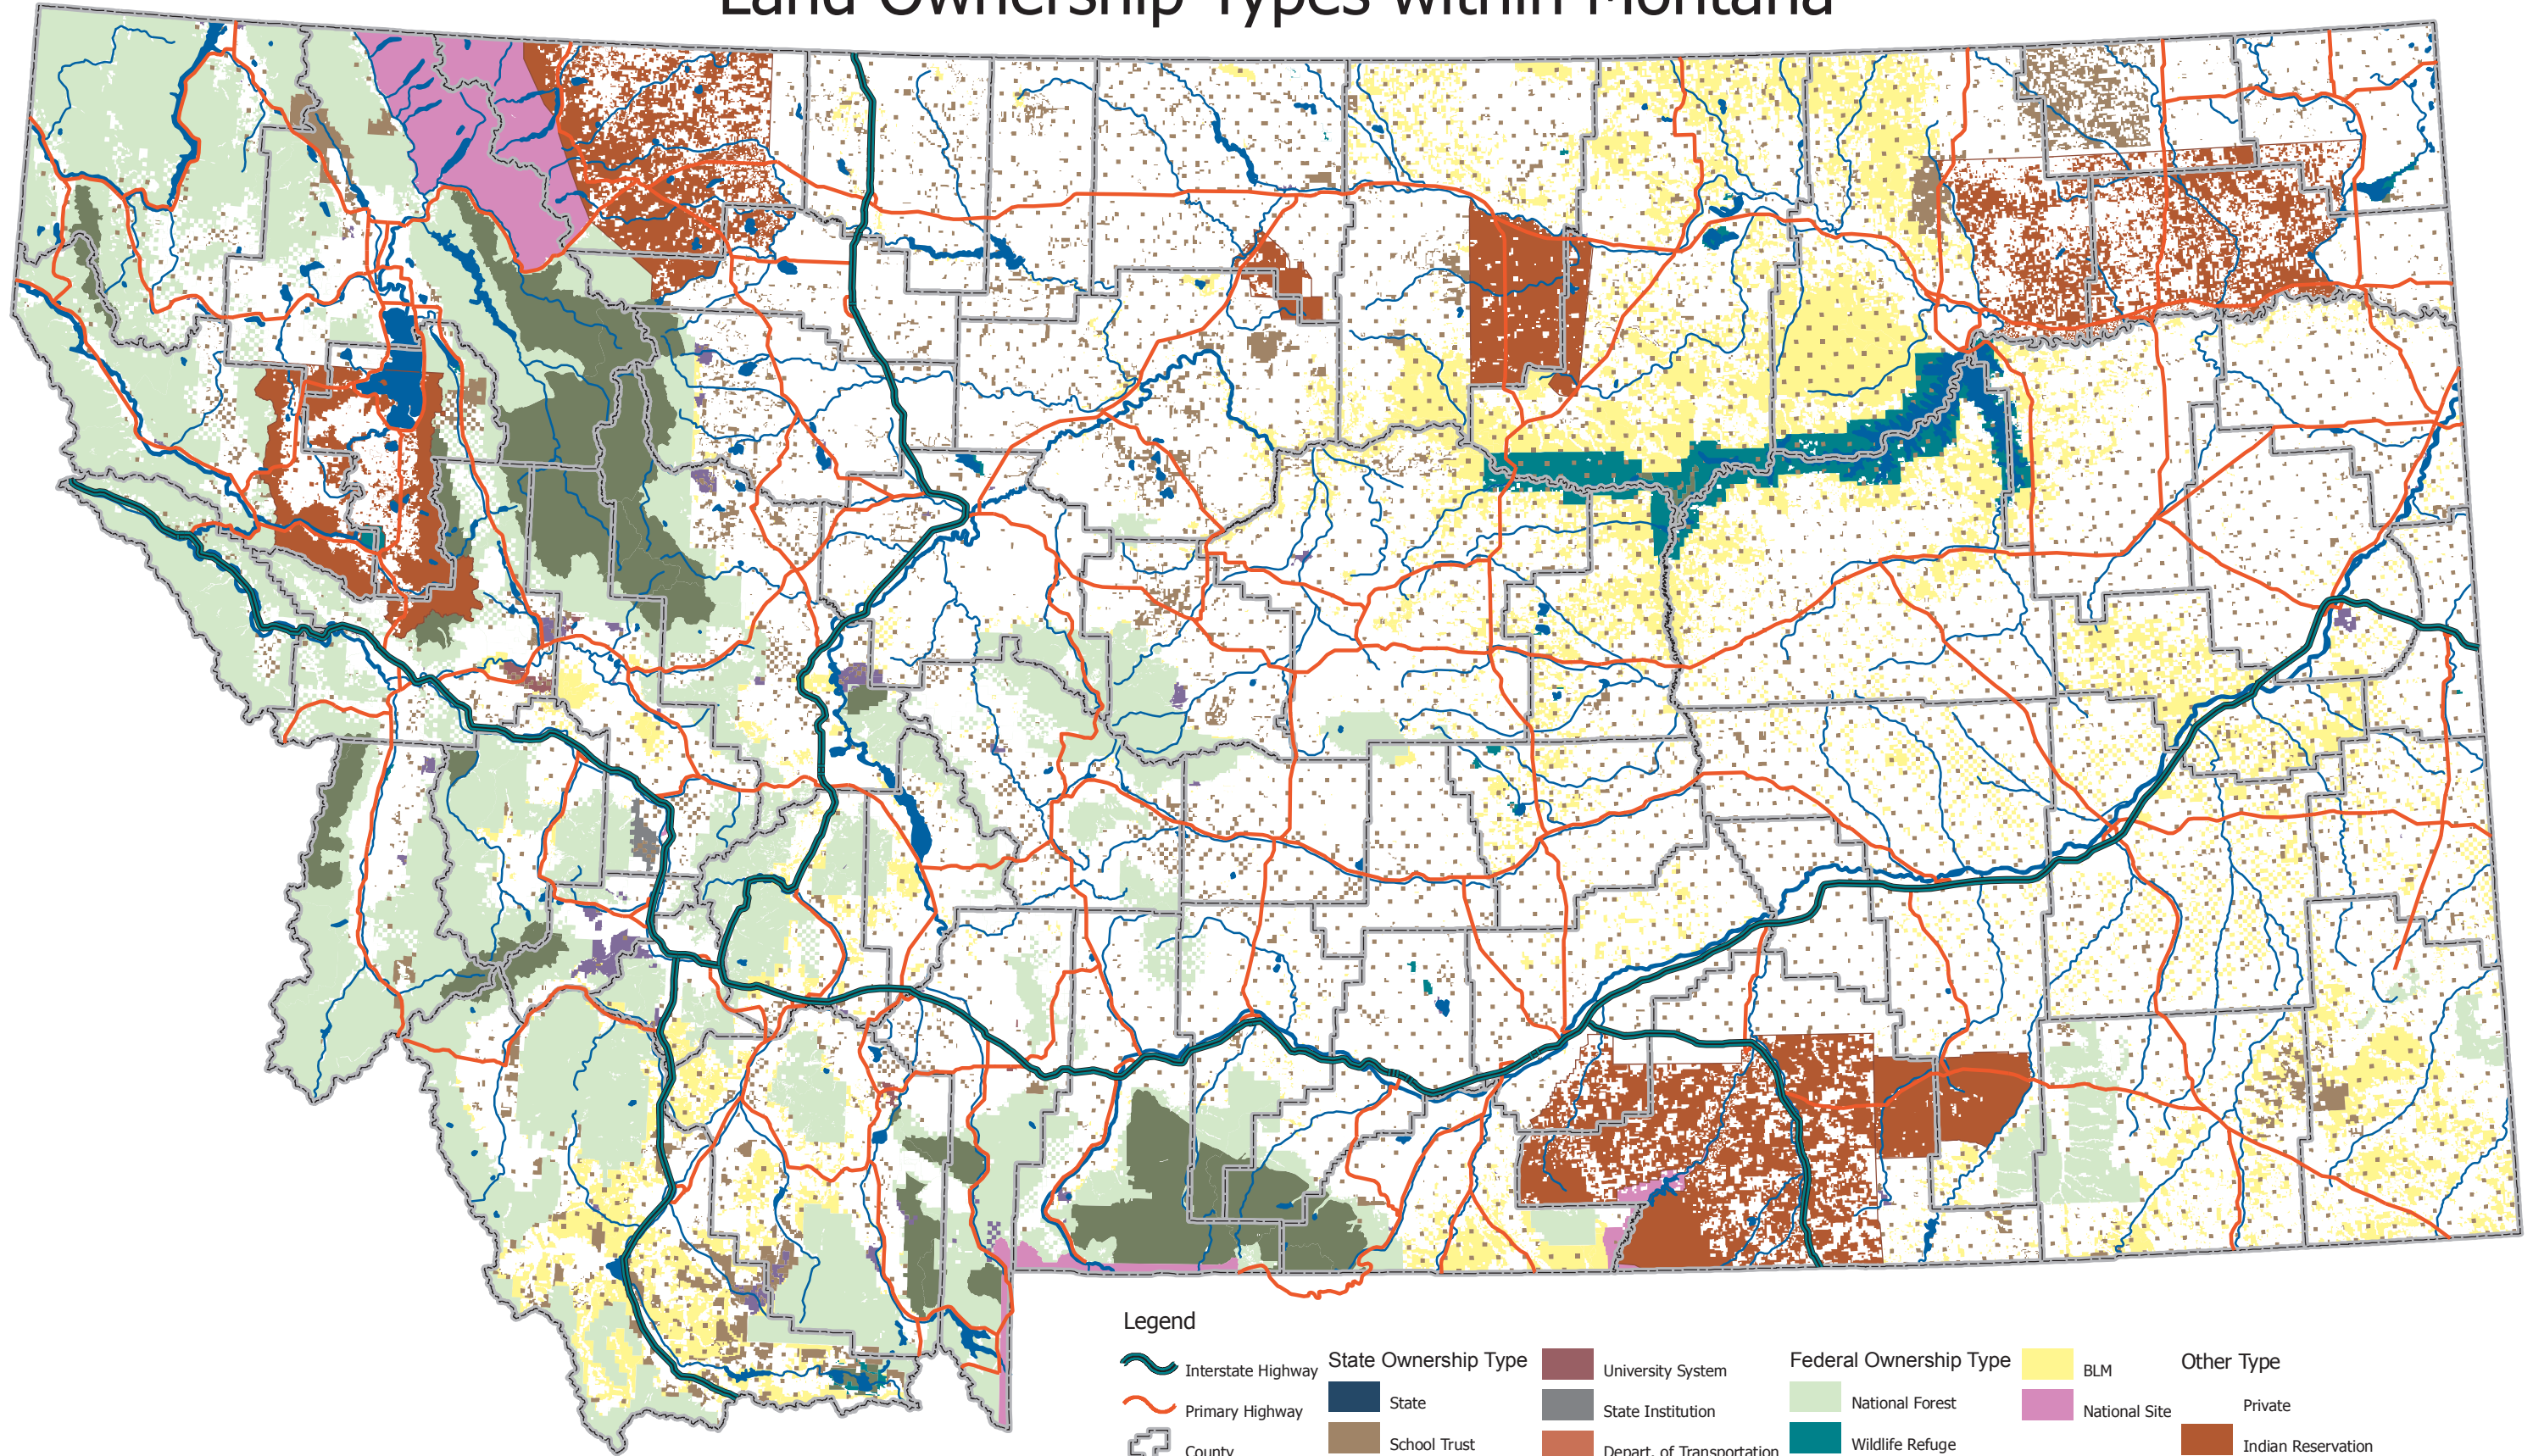 Land Ownership Types within Montana
Legend
Interstate Highway
Primary Highway
County
State Ownership Type
State
School Trust
University System
State Institution
Depart. of Transportation
Federal Ownership Type
National Forest
Wildlife Refuge
BLM
National Site
Other Type
Private
Indian Reservation